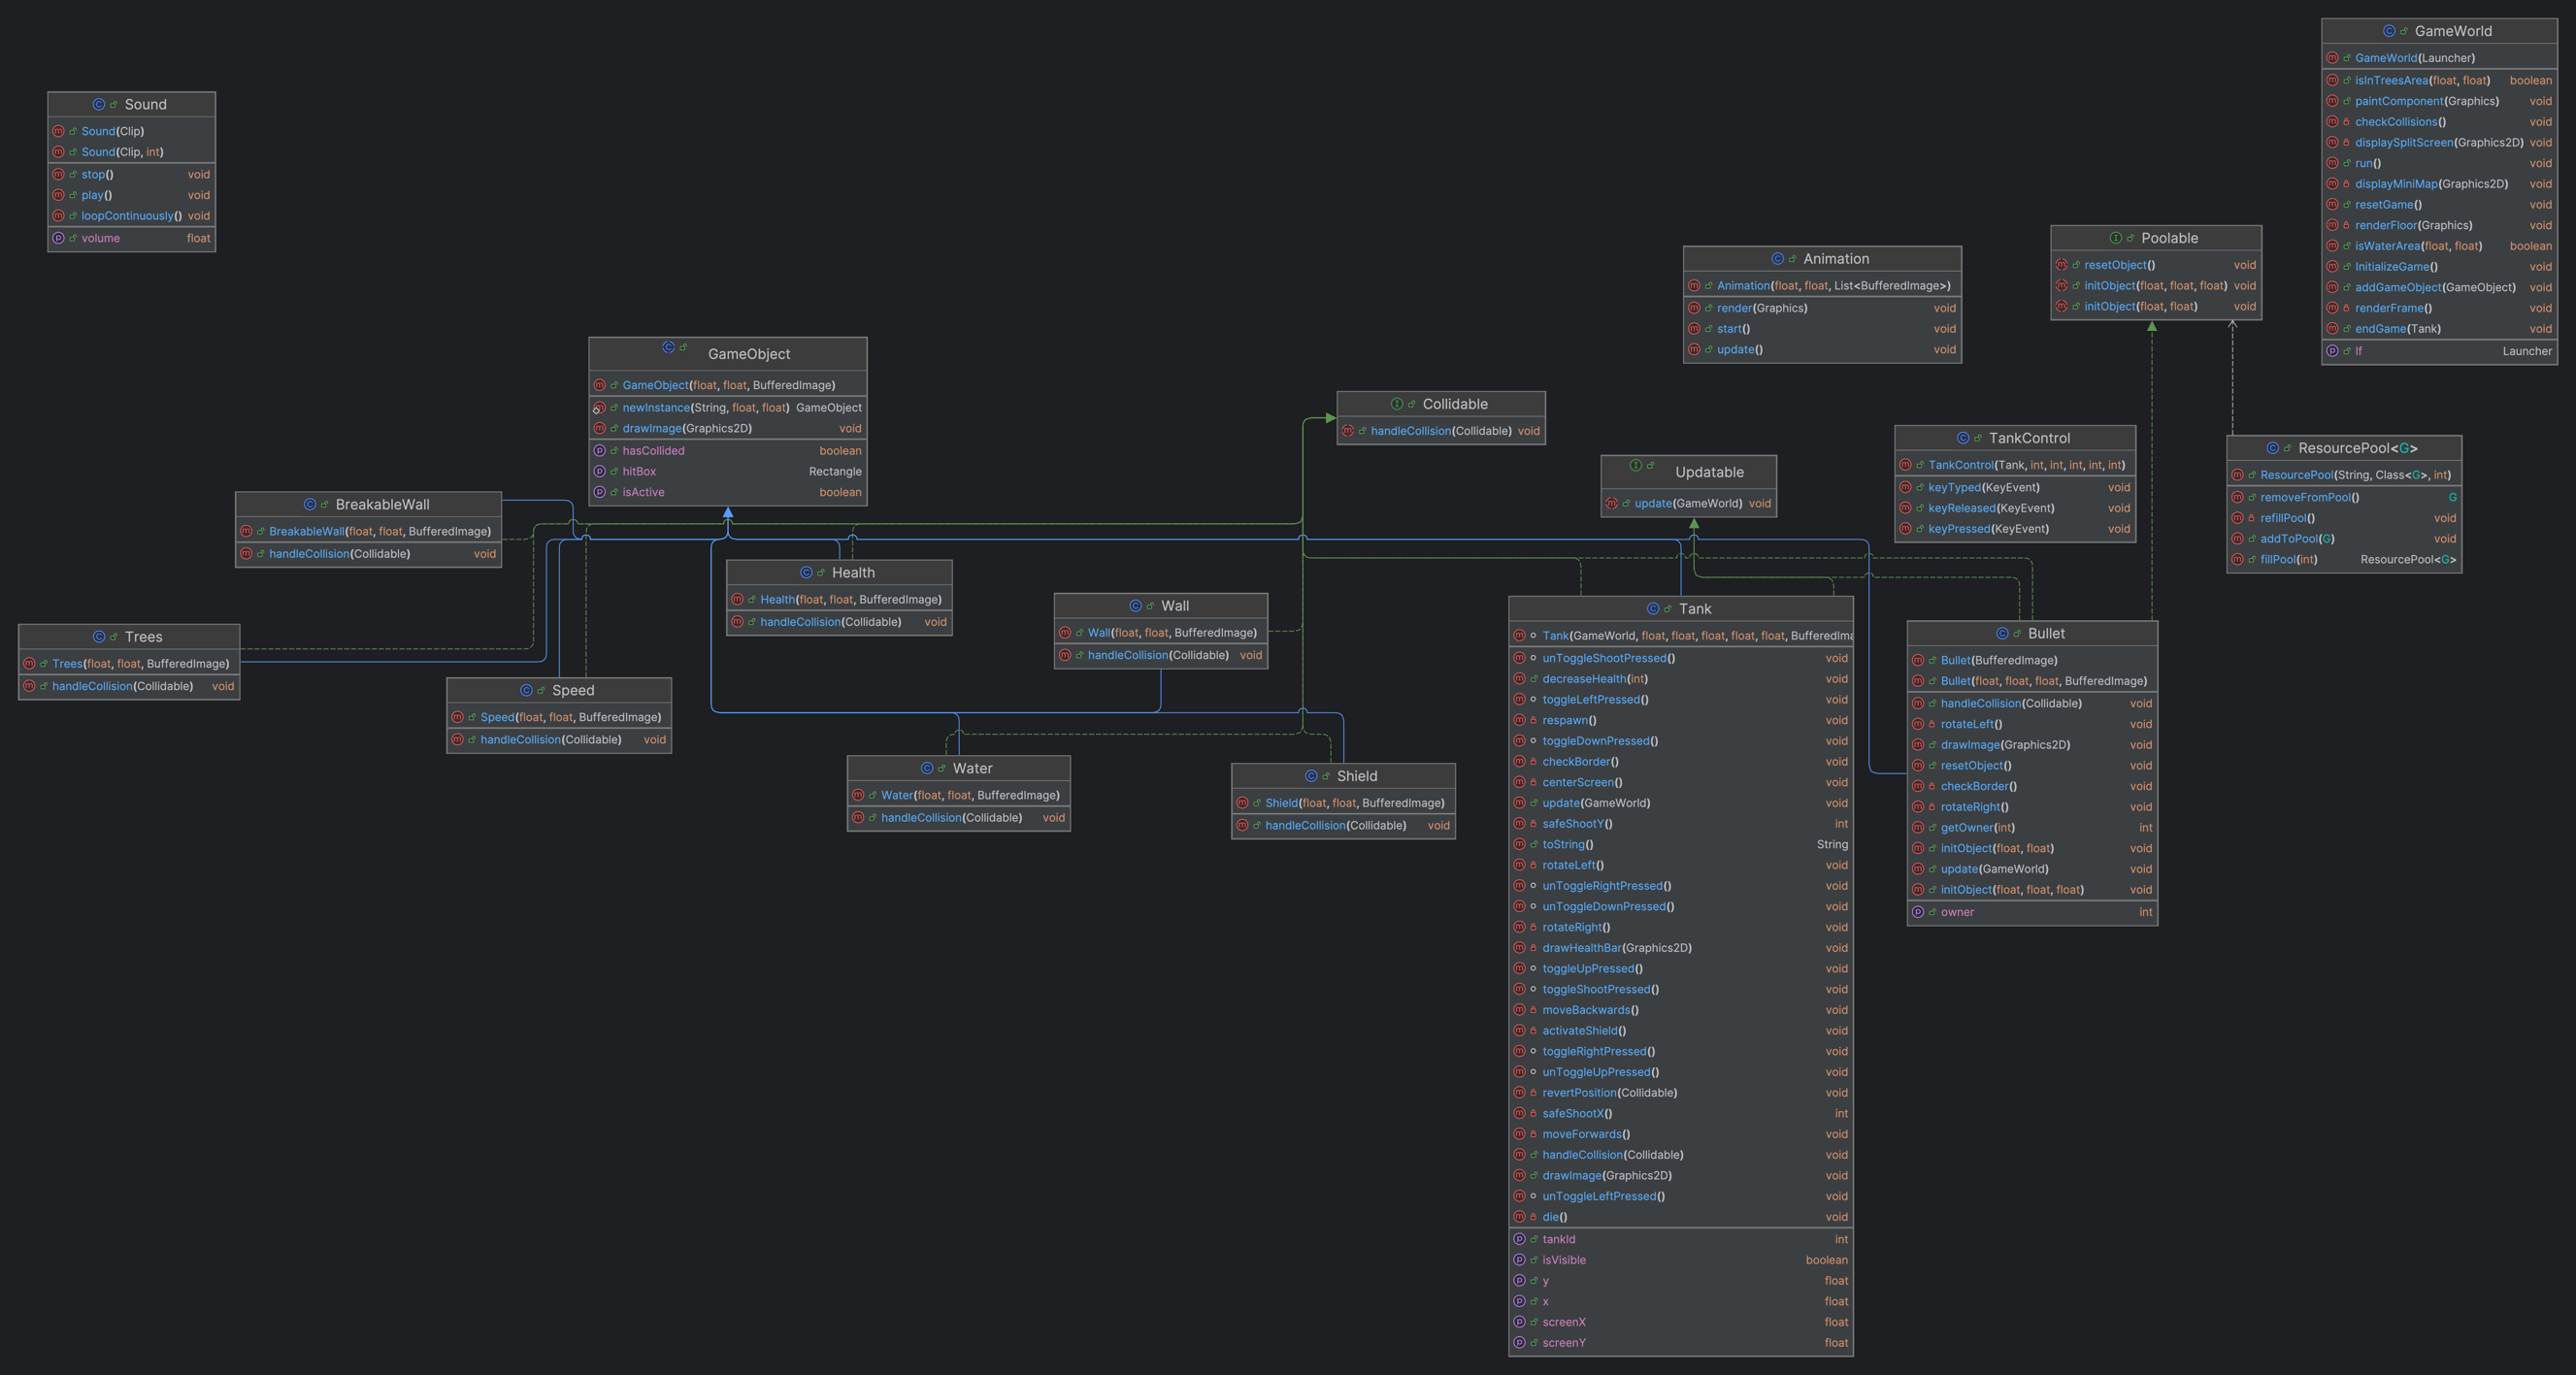 Sound
Sound(Clip)
Sound(Clip, int)
stop() void
play() void
loopContinuously() void
volume float
GameObject
GameObject(float, float, BufferedImage)
newInstance(String, float, float) GameObject
drawImage(Graphics2D) void
hasCollided boolean
hitBox Rectangle
isActive boolean
BreakableWall
BreakableWall(float, float, BufferedImage)
handleCollision(Collidable) void
Trees
Trees(float, float, BufferedImage)
handleCollision(Collidable) void
Speed
Speed(float, float, BufferedImage)
handleCollision(Collidable) void
Health
Health(float, float, BufferedImage)
handleCollision(Collidable) void
Water
Water(float, float, BufferedImage)
handleCollision(Collidable) void
Wall
Wall(float, float, BufferedImage)
handleCollision(Collidable) void
Shield
Shield(float, float, BufferedImage)
handleCollision(Collidable) void
Collidable
handleCollision(Collidable) void
Updatable
update(GameWorld) void
Animation
Animation(float, float, List<BufferedImage>)
render(Graphics) void
start() void
update() void
TankControl
TankControl(Tank, int, int, int, int, int)
keyTyped(KeyEvent) void
keyReleased(KeyEvent) void
keyPressed(KeyEvent) void
Tank
Tank(GameWorld, float, float, float, float, float, BufferedIma
unToggleShootPressed() void
decreaseHealth(int) void
toggleLeftPressed() void
respawn() void
toggleDownPressed() void
checkBorder() void
centerScreen() void
update(GameWorld) void
safeShootY() int
toString() String
rotateLeft() void
unToggleRightPressed() void
unToggleDownPressed() void
rotateRight() void
drawHealthBar(Graphics2D) void
toggleUpPressed() void
toggleShootPressed() void
moveBackwards() void
activateShield() void
toggleRightPressed() void
unToggleUpPressed() void
revertPosition(Collidable) void
safeShootX() int
moveForwards() void
handleCollision(Collidable) void
drawImage(Graphics2D) void
unToggleLeftPressed() void
die() void
tankId int
isVisible boolean
y float
x float
screenX float
screenY float
Bullet
Bullet(BufferedImage)
Bullet(float, float, float, BufferedImage)
handleCollision(Collidable) void
rotateLeft() void
drawImage(Graphics2D) void
resetObject() void
checkBorder() void
rotateRight() void
getOwner(int) int
initObject(float, float) void
update(GameWorld) void
initObject(float, float, float) void
owner int
Poolable
resetObject() void
initObject(float, float, float) void
initObject(float, float) void
ResourcePool<G>
ResourcePool(String, Class<G>, int)
removeFromPool() G
refillPool() void
addToPool(G) void
fillPool(int) ResourcePool<G>
GameWorld
GameWorld(Launcher)
isInTreesArea(float, float) boolean
paintComponent(Graphics) void
checkCollisions() void
displaySplitScreen(Graphics2D) void
run() void
displayMiniMap(Graphics2D) void
resetGame() void
renderFloor(Graphics) void
isWaterArea(float, float) boolean
InitializeGame() void
addGameObject(GameObject) void
renderFrame() void
endGame(Tank) void
lf Launcher